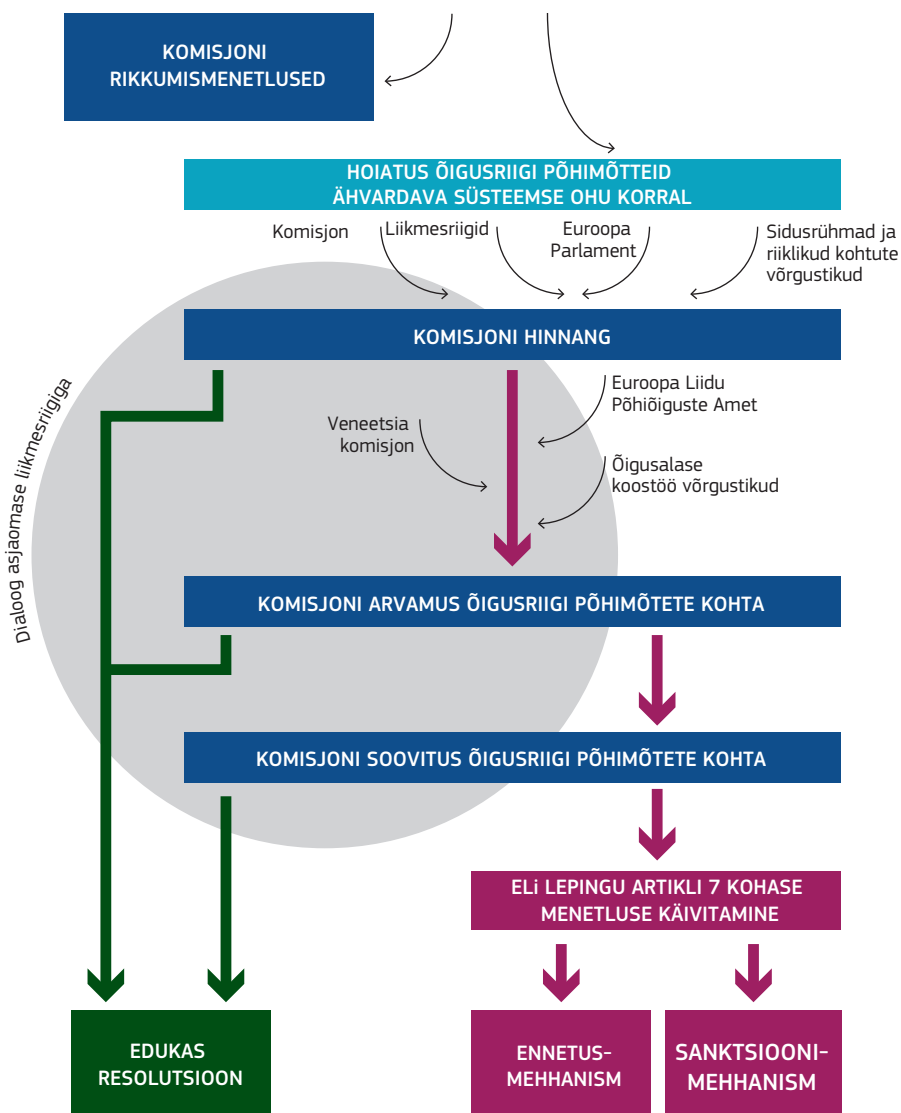 KOMISJONI
RIKKUMISMENETLUSED
HOIATUS ÕIGUSRIIGI PÕHIMÕTTEID
ÄHVARDAVA SÜSTEEMSE OHU KORRAL
Komisjon
Liikmesriigid
Euroopa
Parlament
Sidusrühmad ja
riiklikud kohtute
võrgustikud
KOMISJONI HINNANG
Dialoog asjaomase liikmesriigiga
Veneetsia
komisjon
Euroopa Liidu
Põhiõiguste Amet
Õigusalase
koostöö võrgustikud
KOMISJONI ARVAMUS ÕIGUSRIIGI PÕHIMÕTETE KOHTA
KOMISJONI SOOVITUS ÕIGUSRIIGI PÕHIMÕTETE KOHTA
ELi LEPINGU ARTIKLI 7 KOHASE
MENETLUSE KÄIVITAMINE
EDUKAS
RESOLUTSIOON
ENNETUS-
MEHHANISM
SANKTSIOONI-
MEHHANISM